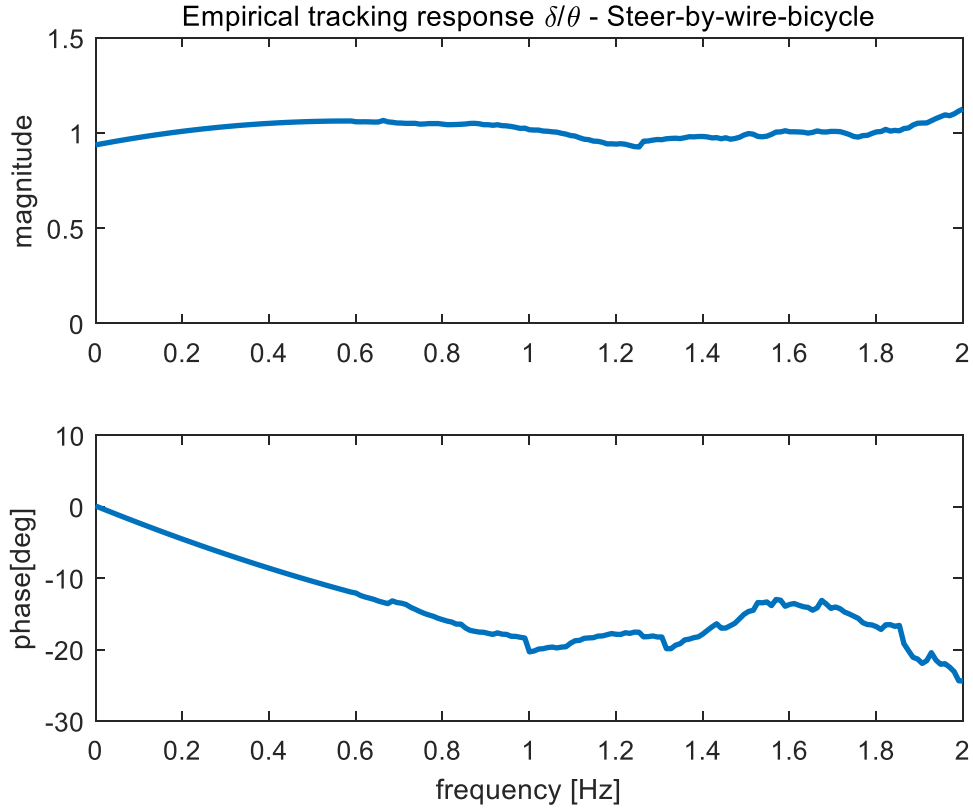 Empirical tracking response δ/θ - Steer-by-wire-bicycle
1.5
1
0.5
0
magnitude
0 0.2 0.4 0.6 0.8 1 1.2 1.4 1.6 1.8 2
10
0
-10
-20
-30
phase[deg]
0 0.2 0.4 0.6 0.8 1 1.2 1.4 1.6 1.8 2
frequency [Hz]